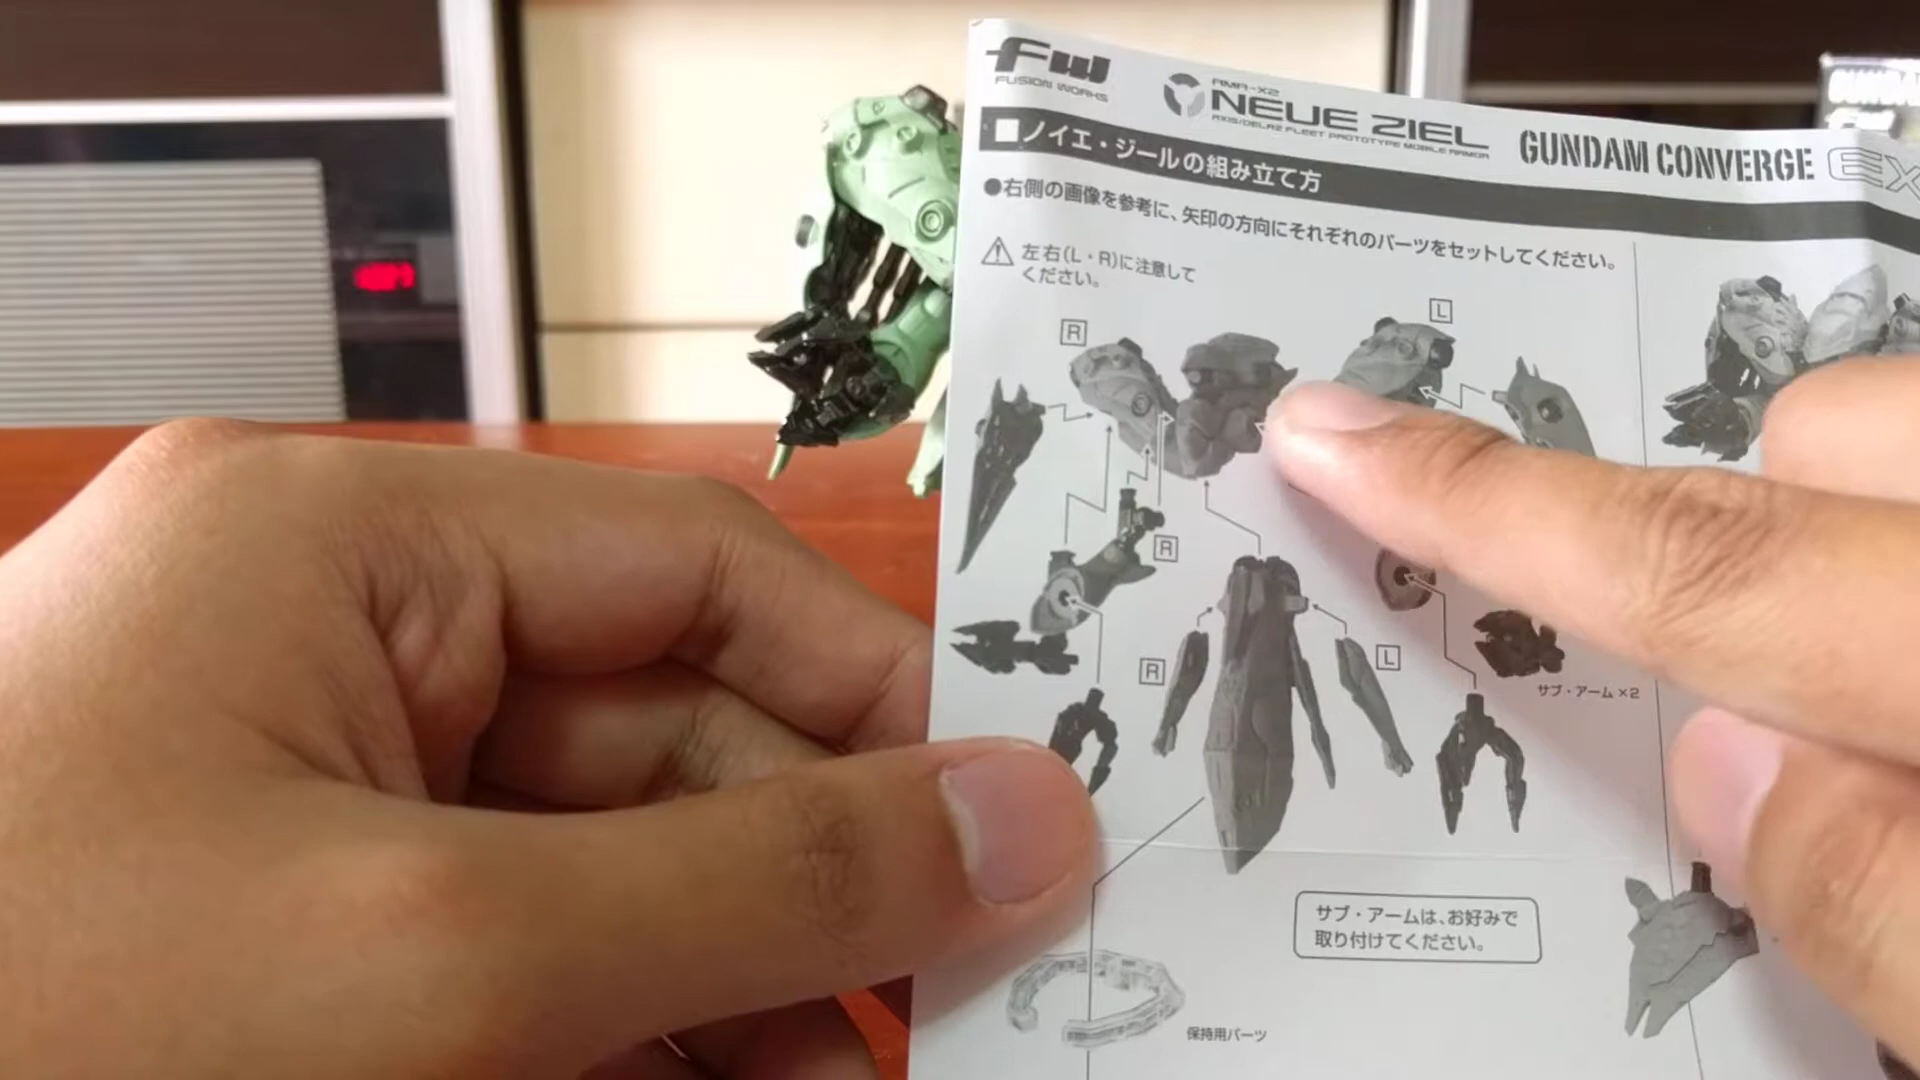 FW
FUSION WORKS
AMA-X2
NEUE ZIEL
AXIS/DELAZ FLEET PROTOTYPE MOBILE ARMOR
GUNDAM CONVERGE EX
■ノイエ・ジールの組み立て方
●右側の画像を参考に、矢印の方向にそれぞれのパーツをセットしてください。
左右(L・R)に注意して
ください。
R
L
R
R
L
サブ・アーム×2
サブ・アームは、お好みで
取り付けてください。
保持用パーツ